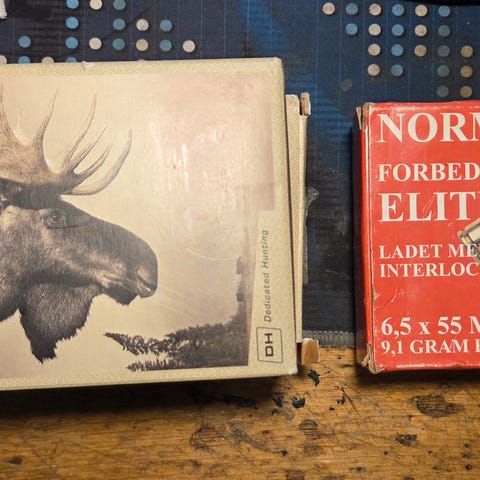 DH Dedicated Hunting
NORM
FORBED
ELIT
LADET ME
INTERLOC
6,5 x 55 M
9,1 GRAM